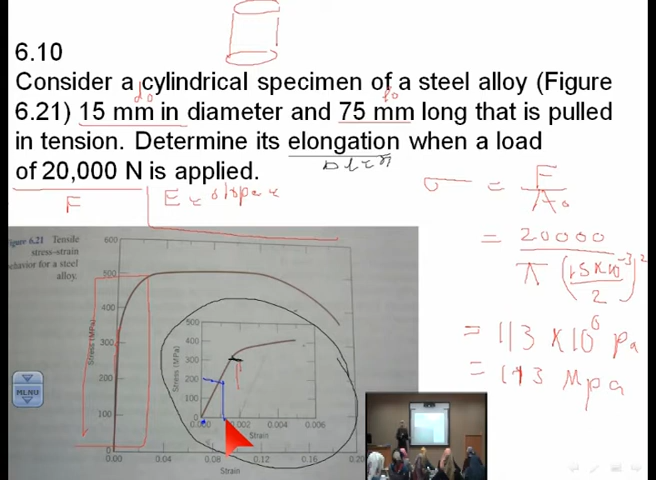 6.10
Consider a cylindrical specimen of a steel alloy (Figure
6.21) 15 mm in diameter and 75 mm long that is pulled
in tension. Determine its elongation when a load
of 20,000 N is applied.
do
lo
F
σ = F / A₀
= 20000 / π (15×10⁻³ / 2)²
= 113 × 10⁶ Pa
= 113 MPa
Figure 6.21 Tensile
stress-strain
behavior for a steel
alloy.
600
500
400
300
200
100
0
Stress (MPa)
0.00 0.04 0.08 0.12 0.16 0.20
Strain
500
400
300
200
100
0
Stress (MPa)
0.000 0.002 0.004 0.006
Strain
MENU